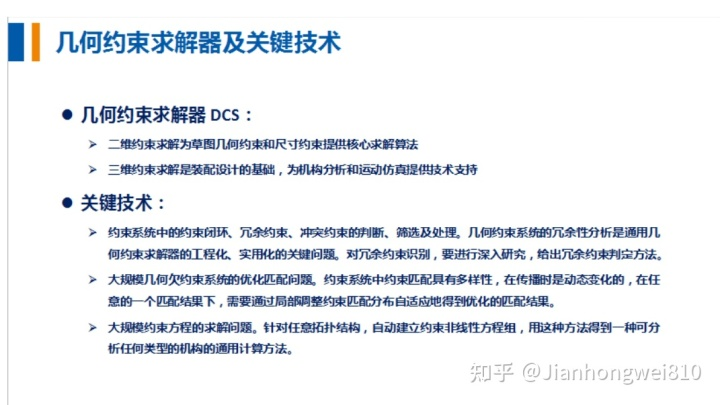 几何约束求解器及关键技术
● 几何约束求解器 DCS：
➢ 二维约束求解为草图几何约束和尺寸约束提供核心求解算法
➢ 三维约束求解是装配设计的基础，为机构分析和运动仿真提供技术支持
● 关键技术：
➢ 约束系统中的约束闭环、冗余约束、冲突约束的判断、筛选及处理。几何约束系统的冗余性分析是通用几
何约束求解器的工程化、实用化的关键问题。对冗余约束识别，要进行深入研究，给出冗余约束判定方法。
➢ 大规模几何欠约束系统的优化匹配问题。约束系统中约束匹配具有多样性，在传播时是动态变化的，在任
意的一个匹配结果下，需要通过局部调整约束匹配分布自适应地得到优化的匹配结果。
➢ 大规模约束方程的求解问题。针对任意拓扑结构，自动建立约束非线性方程组，用这种方法得到一种可分
析任何类型的机构的通用计算方法。
知乎 @Jianhongwei810